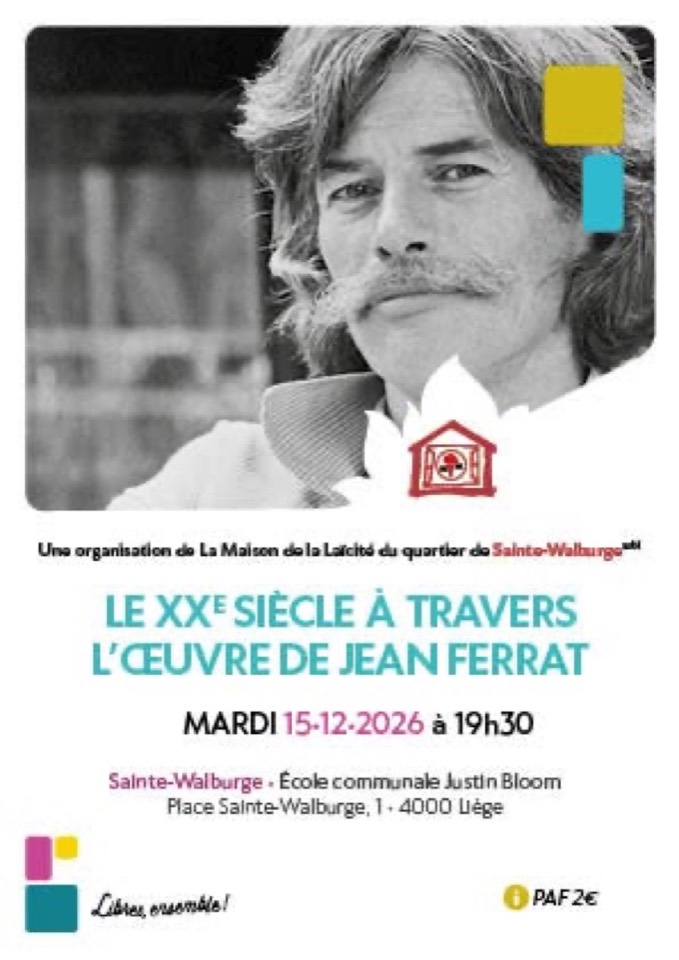 Une organisation de La Maison de la Laïcité du quartier de Sainte-Walburge asbl
LE XXE SIÈCLE À TRAVERS
L'ŒUVRE DE JEAN FERRAT
MARDI 15-12-2026 à 19h30
Sainte-Walburge - École communale Justin Bloom
Place Sainte-Walburge, 1 - 4000 Liège
Libres, ensemble !
i PAF 2€